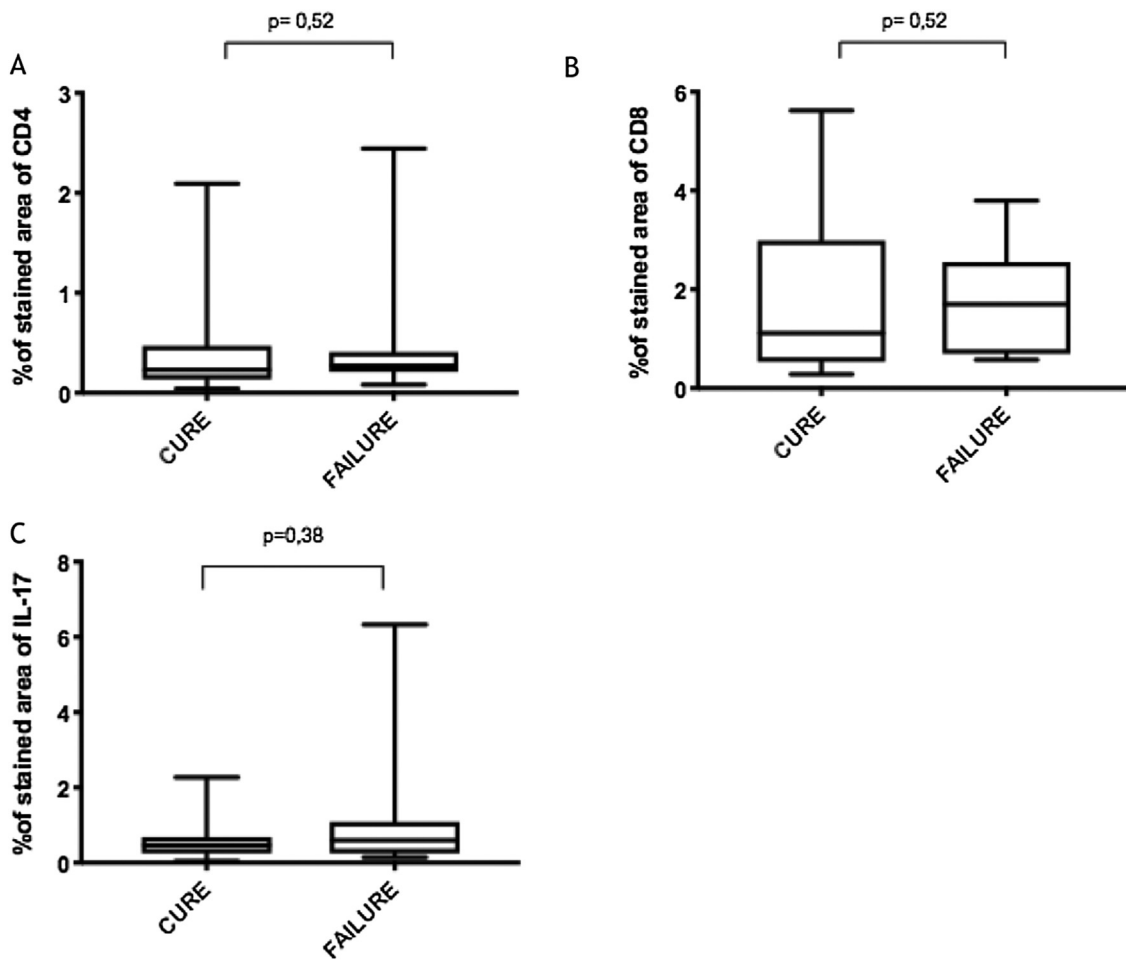 A
p= 0,52
%of stained area of CD4
3
2
1
0
CURE
FAILURE
B
p= 0,52
%of stained area of CD8
6
4
2
0
CURE
FAILURE
C
p=0,38
%of stained area of IL-17
8
6
4
2
0
CURE
FAILURE